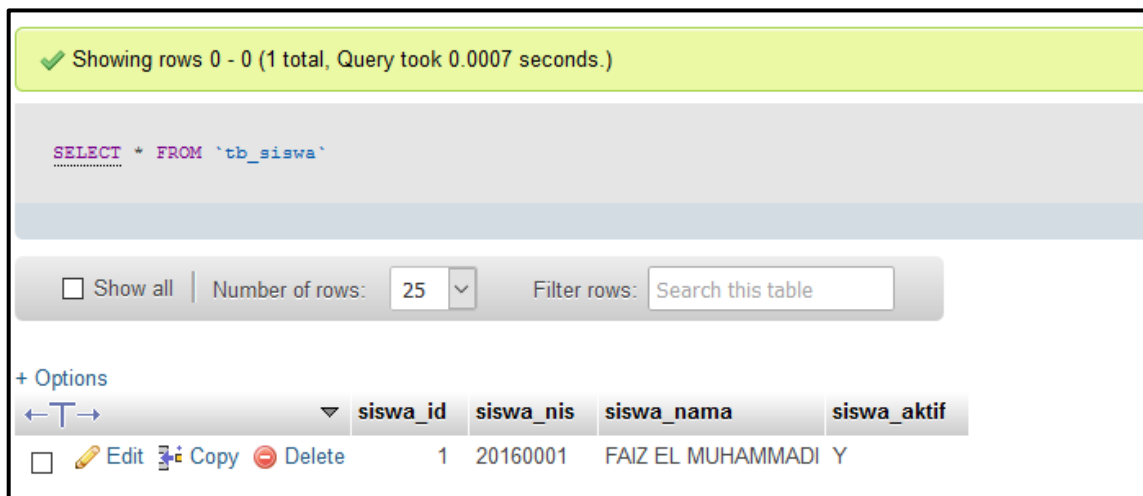 Showing rows 0 - 0 (1 total, Query took 0.0007 seconds.)
SELECT * FROM `tb_siswa`
Show all Number of rows: 25 Filter rows: Search this table
+ Options
←T→ siswa_id siswa_nis siswa_nama siswa_aktif
Edit Copy Delete 1 20160001 FAIZ EL MUHAMMADI Y